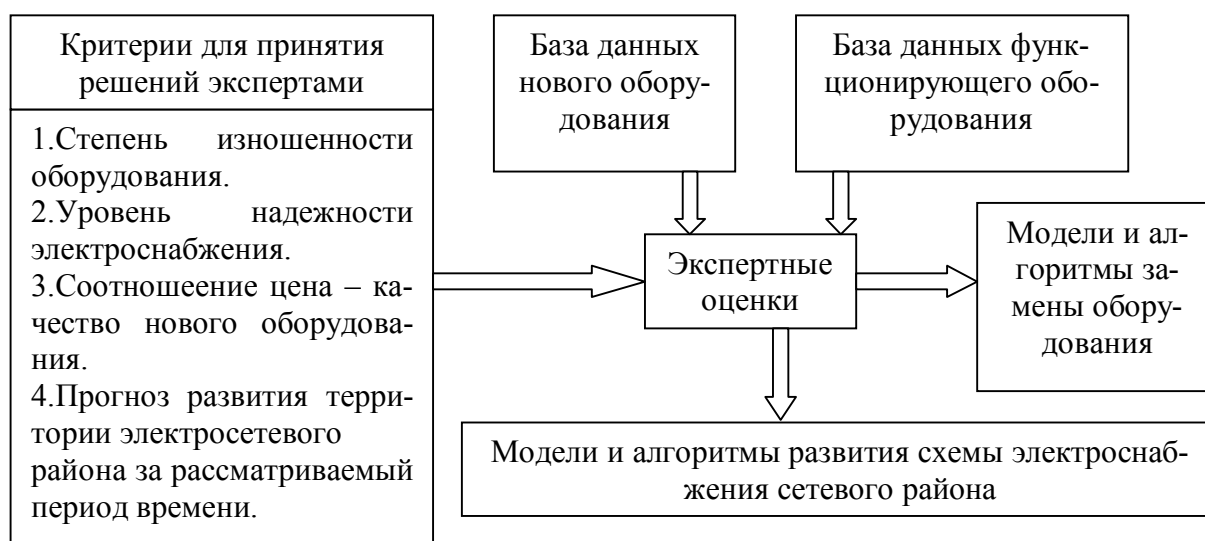 Критерии для принятия
решений экспертами
1.Степень изношенности
оборудования.
2.Уровень надежности
электроснабжения.
3.Соотношеение цена – ка-
чество нового оборудова-
ния.
4.Прогноз развития терри-
тории электросетевого
района за рассматриваемый
период времени.
База данных
нового обору-
дования
База данных функ-
ционирующего обо-
рудования
Экспертные
оценки
Модели и ал-
горитмы за-
мены обору-
дования
Модели и алгоритмы развития схемы электроснаб-
жения сетевого района